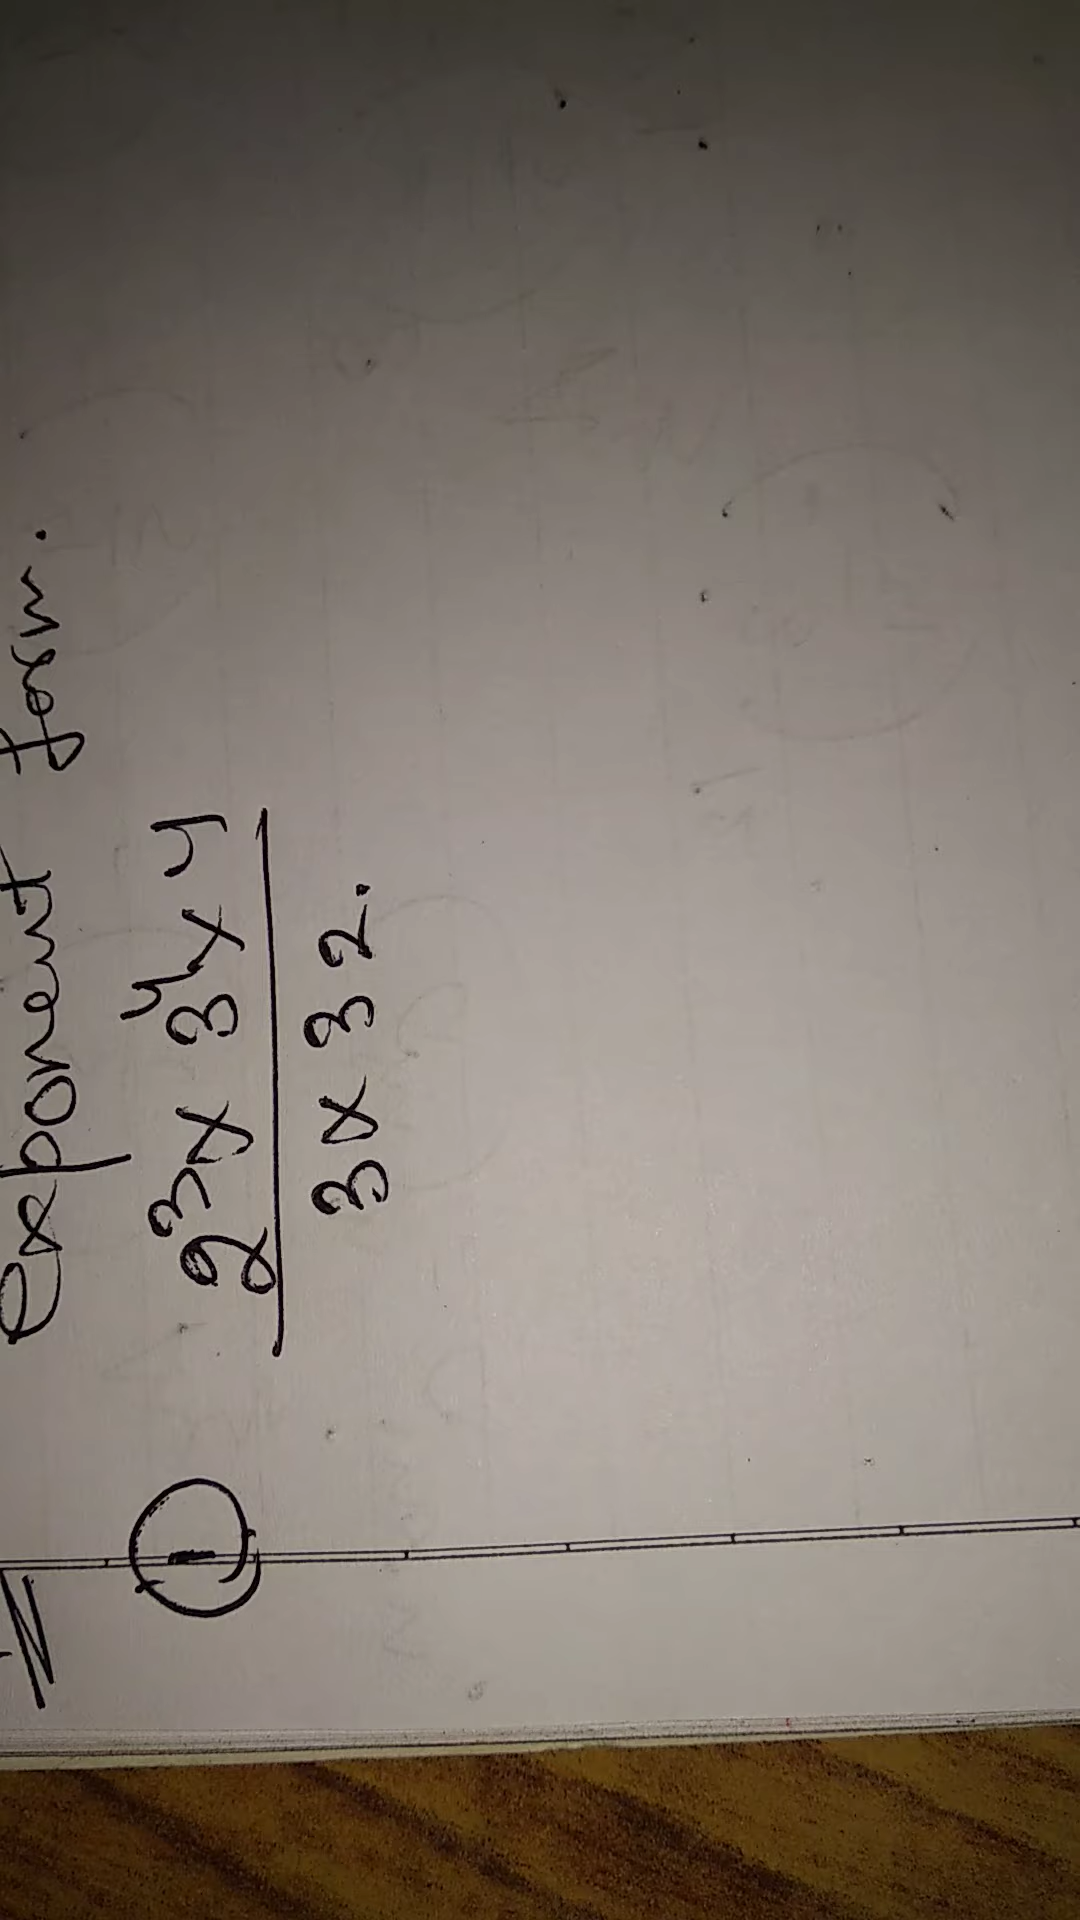 exponent form.
① 2³ x 3⁴ x 4
3 x 32.